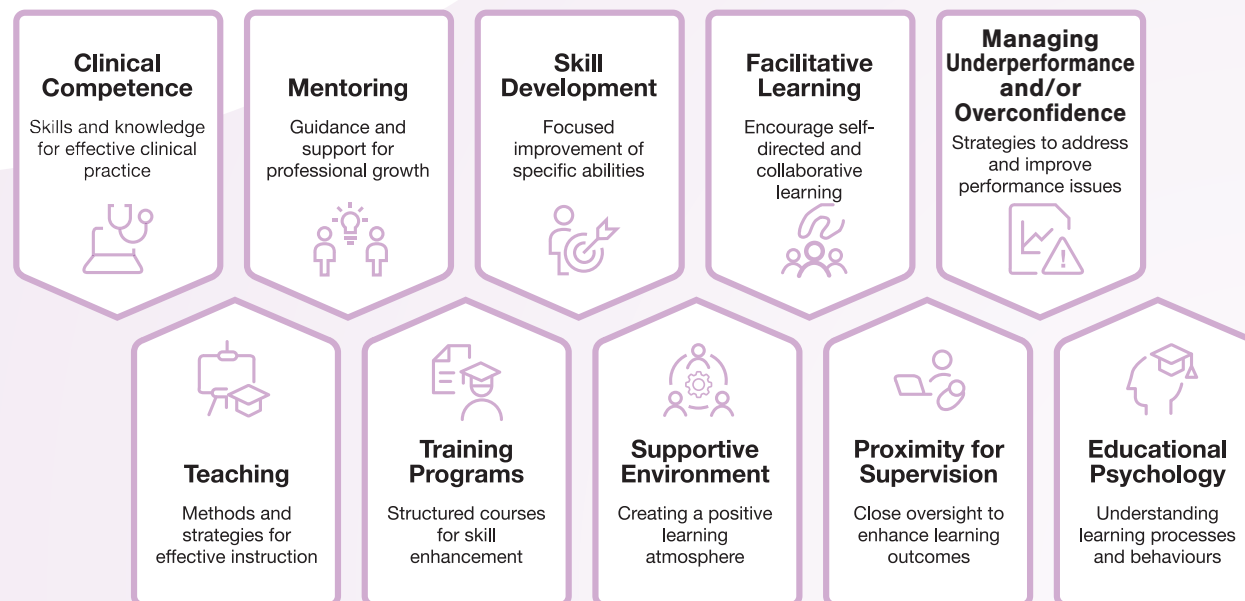 Clinical
Competence
Skills and knowledge
for effective clinical
practice
Mentoring
Guidance and
support for
professional growth
Skill
Development
Focused
improvement of
specific abilities
Facilitative
Learning
Encourage self-
directed and
collaborative
learning
Managing
Underperformance
and/or
Overconfidence
Strategies to address
and improve
performance issues
Teaching
Methods and
strategies for
effective instruction
Training
Programs
Structured courses
for skill
enhancement
Supportive
Environment
Creating a positive
learning
atmosphere
Proximity for
Supervision
Close oversight to
enhance learning
outcomes
Educational
Psychology
Understanding
learning processes
and behaviours